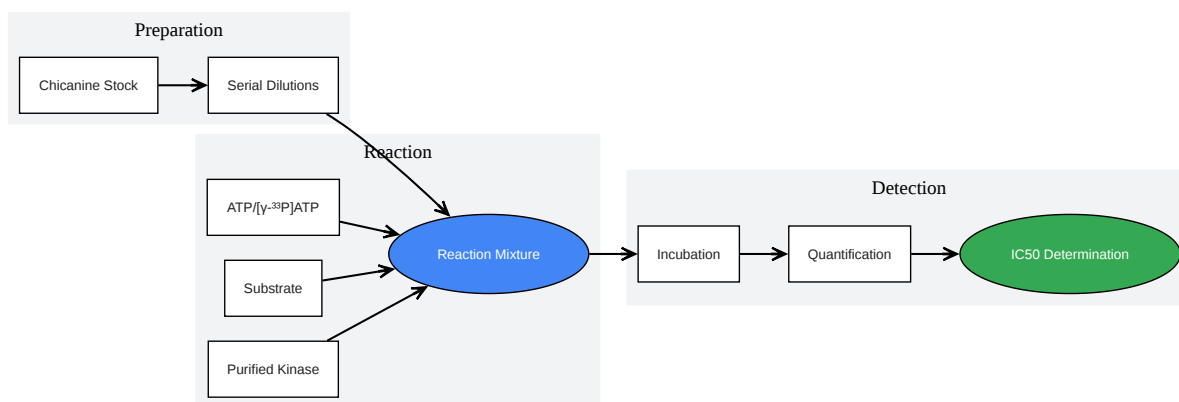 Preparation
Chicanine Stock
Serial Dilutions
Reaction
ATP/[γ-³³P]ATP
Substrate
Purified Kinase
Reaction Mixture
Detection
Incubation
Quantification
IC50 Determination